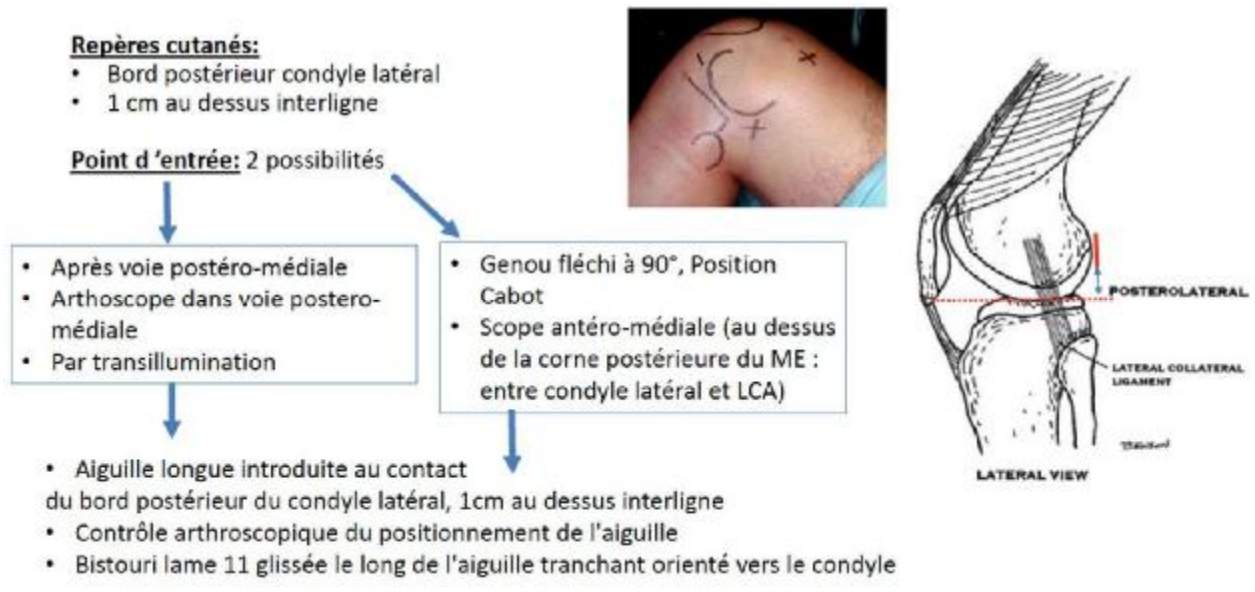 Repères cutanés:
• Bord postérieur condyle latéral
• 1 cm au dessus interligne
Point d 'entrée: 2 possibilités
• Après voie postéro-médiale
• Arthoscope dans voie postero-
médiale
• Par transillumination
• Genou fléchi à 90°, Position
Cabot
• Scope antéro-médiale (au dessus
de la corne postérieure du ME :
entre condyle latéral et LCA)
• Aiguille longue introduite au contact
du bord postérieur du condyle latéral, 1cm au dessus interligne
• Contrôle arthroscopique du positionnement de l'aiguille
• Bistouri lame 11 glissée le long de l'aiguille tranchant orienté vers le condyle
POSTEROLATERAL
LATERAL COLLATERAL
LIGAMENT
LATERAL VIEW